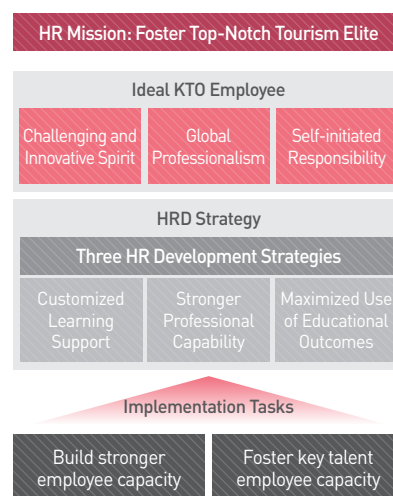 HR Mission: Foster Top-Notch Tourism Elite
Ideal KTO Employee
Challenging and
Innovative Spirit
Global
Professionalism
Self-initiated
Responsibility
HRD Strategy
Three HR Development Strategies
Customized
Learning
Support
Stronger
Professional
Capability
Maximized Use
of Educational
Outcomes
Implementation Tasks
Build stronger
employee capacity
Foster key talent
employee capacity